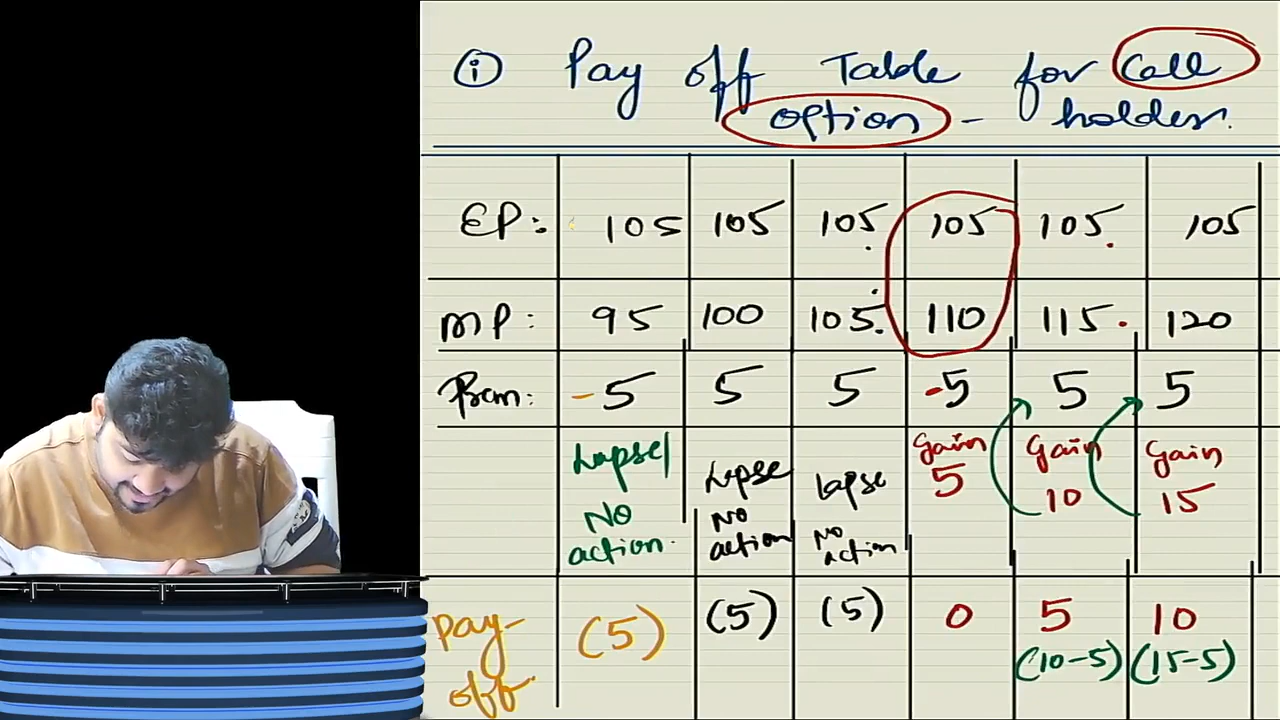 (i) Pay off Table for Call
option - holder.
EP: 105 105 105 105 105 105
MP: 95 100 105 110 115 120
Prem: -5 5 5 -5 5 5
Lapse/ Lapse lapse gain gain gain
No No No 5 10 15
action action action
Pay- (5) (5) (5) 0 5 10
off (10-5) (15-5)